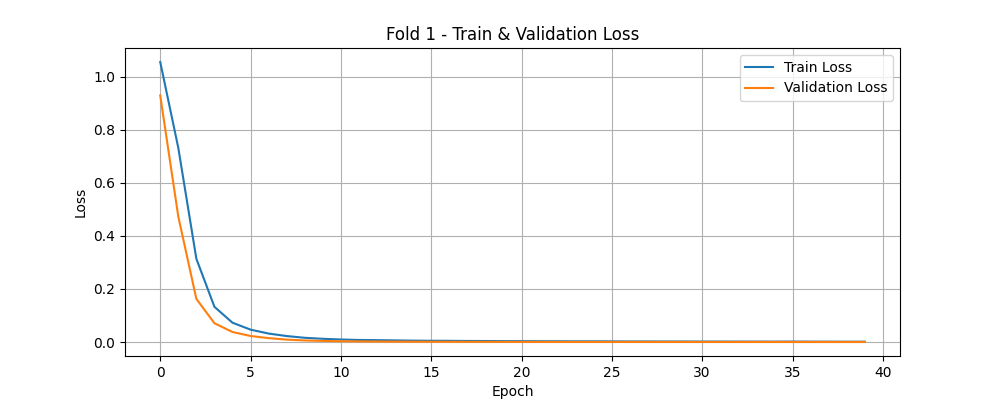 Fold 1 - Train & Validation Loss
Train Loss
Validation Loss
Loss
1.0
0.8
0.6
0.4
0.2
0.0
0 5 10 15 20 25 30 35 40
Epoch